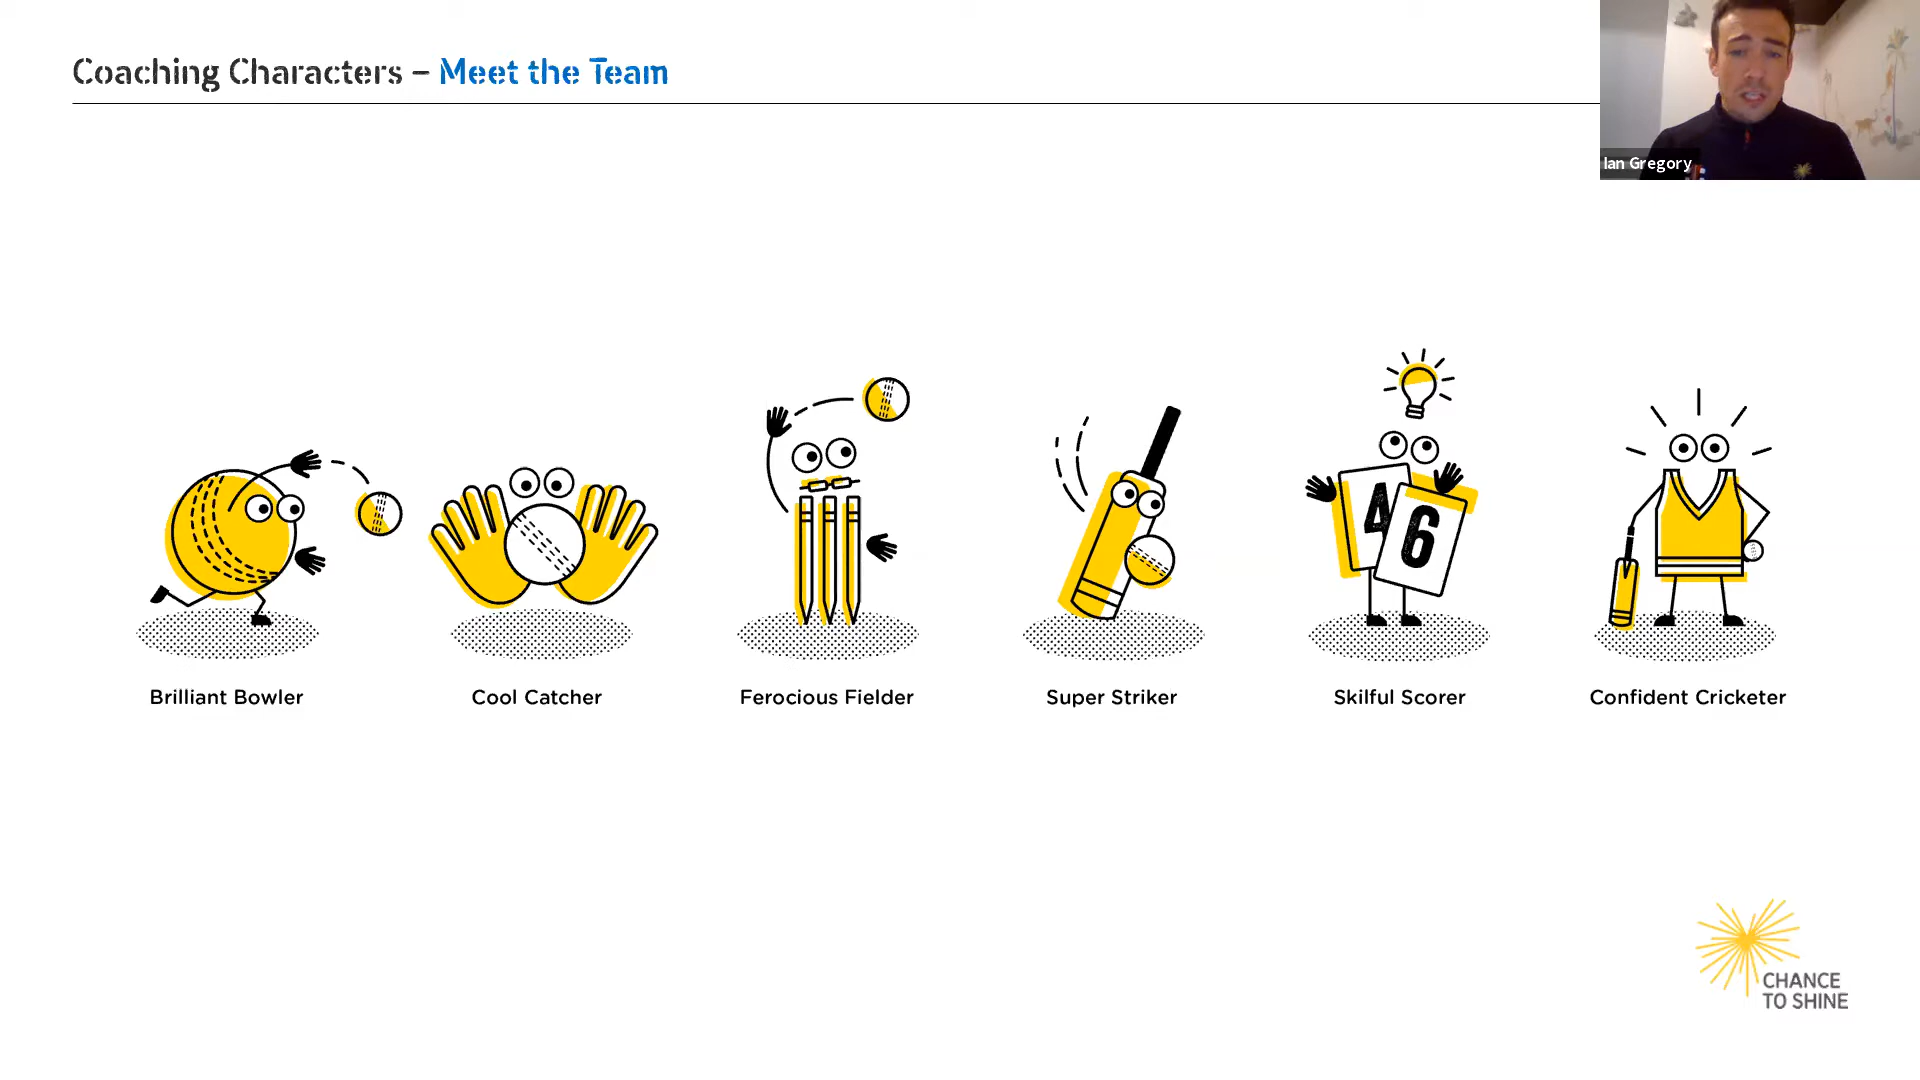 Coaching Characters – Meet the Team
Ian Gregory
4
6
Brilliant Bowler
Cool Catcher
Ferocious Fielder
Super Striker
Skilful Scorer
Confident Cricketer
CHANCE
TO SHINE